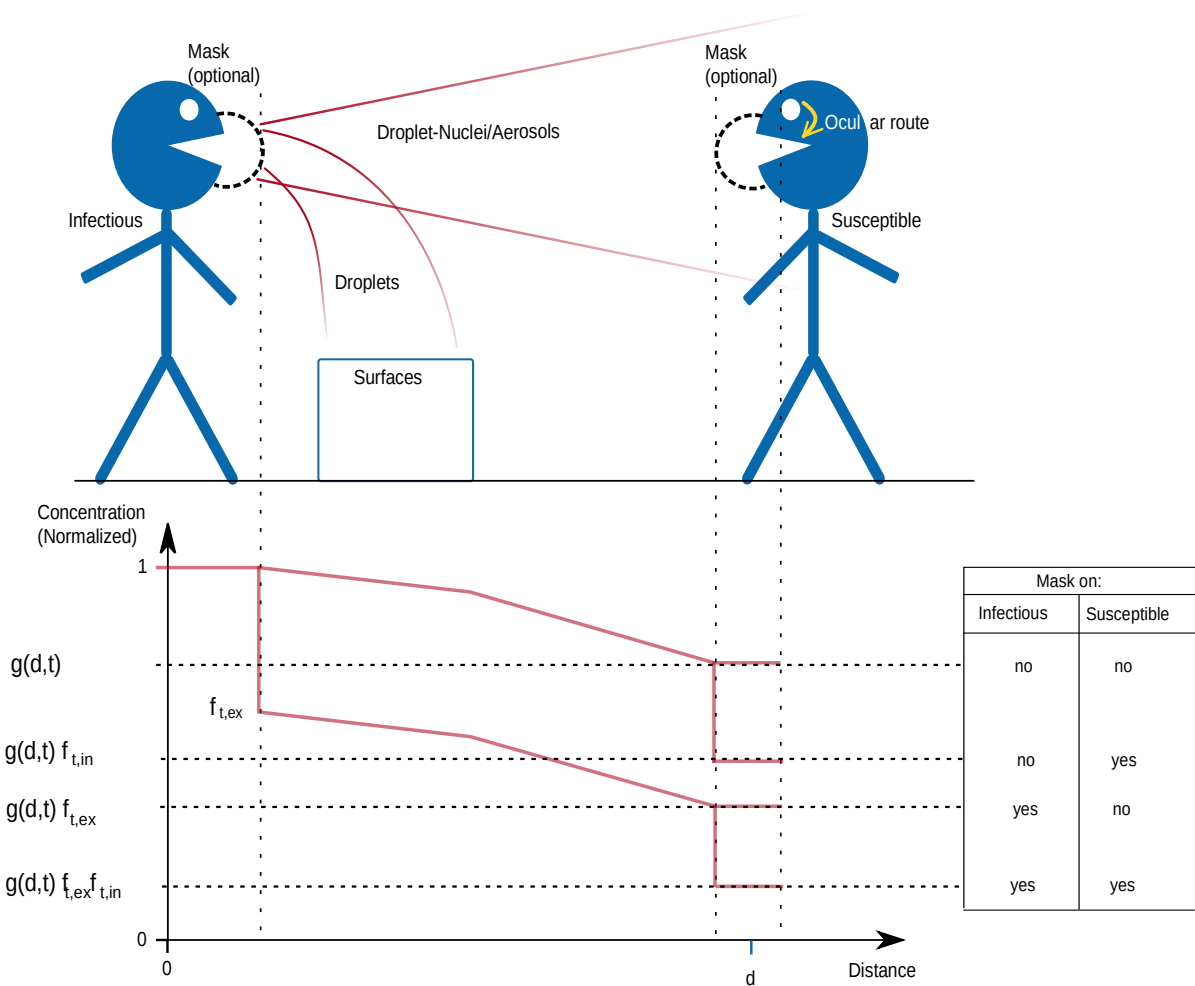 Mask
(optional)
Mask
(optional)
Droplet-Nuclei/Aerosols
Ocul ar route
Infectious
Susceptible
Droplets
Surfaces
Concentration
(Normalized)
1
Mask on:
Infectious Susceptible
g(d,t)
no no
f t,ex
g(d,t) f t,in
no yes
g(d,t) f t,ex
yes no
g(d,t) f t,ex f t,in
yes yes
0
0
d
Distance